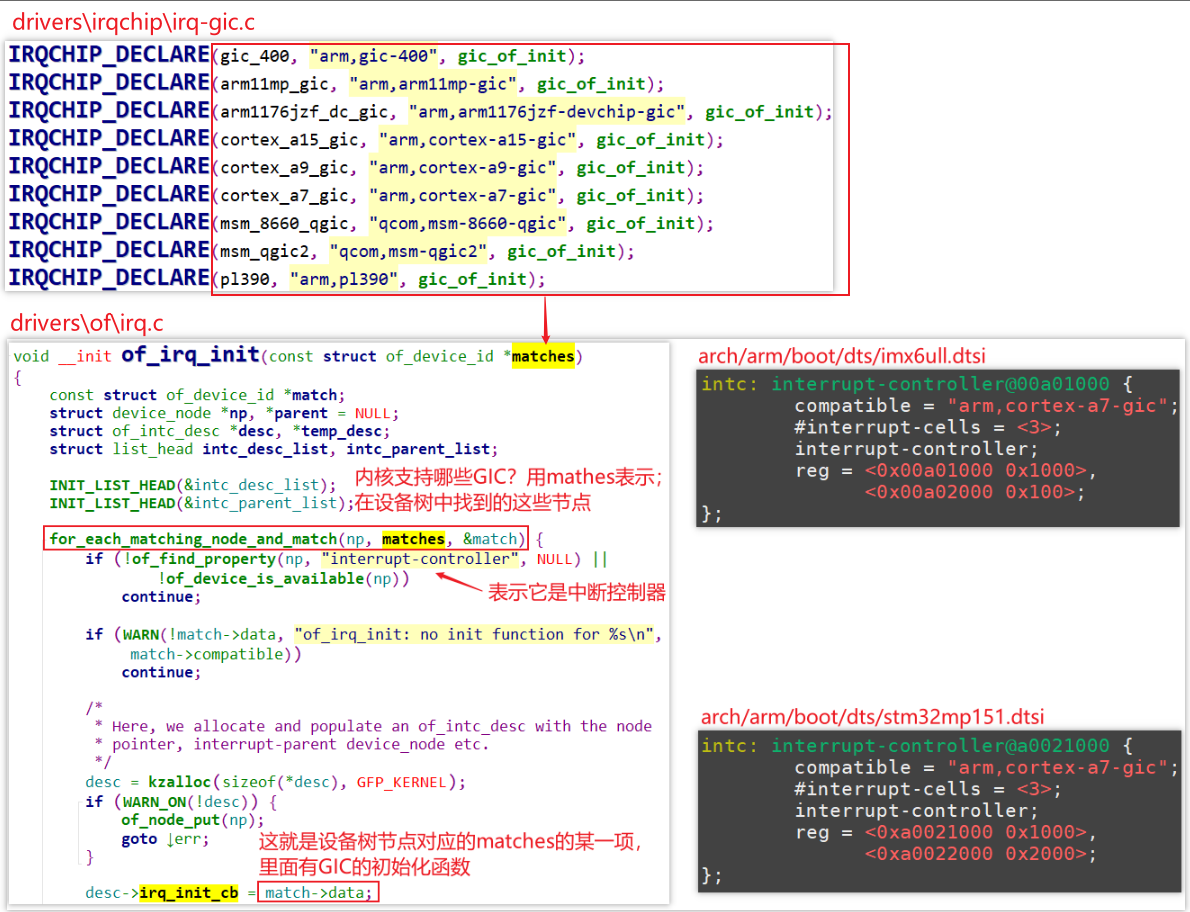 drivers\irqchip\irq-gic.c
IRQCHIP_DECLARE(gic_400, "arm,gic-400", gic_of_init);
IRQCHIP_DECLARE(arm11mp_gic, "arm,arm11mp-gic", gic_of_init);
IRQCHIP_DECLARE(arm1176jzf_dc_gic, "arm,arm1176jzf-devchip-gic", gic_of_init);
IRQCHIP_DECLARE(cortex_a15_gic, "arm,cortex-a15-gic", gic_of_init);
IRQCHIP_DECLARE(cortex_a9_gic, "arm,cortex-a9-gic", gic_of_init);
IRQCHIP_DECLARE(cortex_a7_gic, "arm,cortex-a7-gic", gic_of_init);
IRQCHIP_DECLARE(msm_8660_qgic, "qcom,msm-8660-qgic", gic_of_init);
IRQCHIP_DECLARE(msm_qgic2, "qcom,msm-qgic2", gic_of_init);
IRQCHIP_DECLARE(pl390, "arm,pl390", gic_of_init);
drivers\of\irq.c
void __init of_irq_init(const struct of_device_id *matches)
{
const struct of_device_id *match;
struct device_node *np, *parent = NULL;
struct of_intc_desc *desc, *temp_desc;
struct list_head intc_desc_list, intc_parent_list;
INIT_LIST_HEAD(&intc_desc_list);
INIT_LIST_HEAD(&intc_parent_list);
内核支持哪些GIC？用mathes表示；
在设备树中找到的这些节点
for_each_matching_node_and_match(np, matches, &match) {
if (!of_find_property(np, "interrupt-controller", NULL) ||
!of_device_is_available(np))
continue;
表示它是中断控制器
if (WARN(!match->data, "of_irq_init: no init function for %s\n",
match->compatible))
continue;
/*
* Here, we allocate and populate an of_intc_desc with the node
* pointer, interrupt-parent device_node etc.
*/
desc = kzalloc(sizeof(*desc), GFP_KERNEL);
if (WARN_ON(!desc)) {
of_node_put(np);
goto ↓err;
}
这就是设备树节点对应的matches的某一项，
里面有GIC的初始化函数
desc->irq_init_cb = match->data;
arch/arm/boot/dts/imx6ull.dtsi
intc: interrupt-controller@00a01000 {
compatible = "arm,cortex-a7-gic";
#interrupt-cells = <3>;
interrupt-controller;
reg = <0x00a01000 0x1000>,
<0x00a02000 0x100>;
};
arch/arm/boot/dts/stm32mp151.dtsi
intc: interrupt-controller@a0021000 {
compatible = "arm,cortex-a7-gic";
#interrupt-cells = <3>;
interrupt-controller;
reg = <0xa0021000 0x1000>,
<0xa0022000 0x2000>;
};